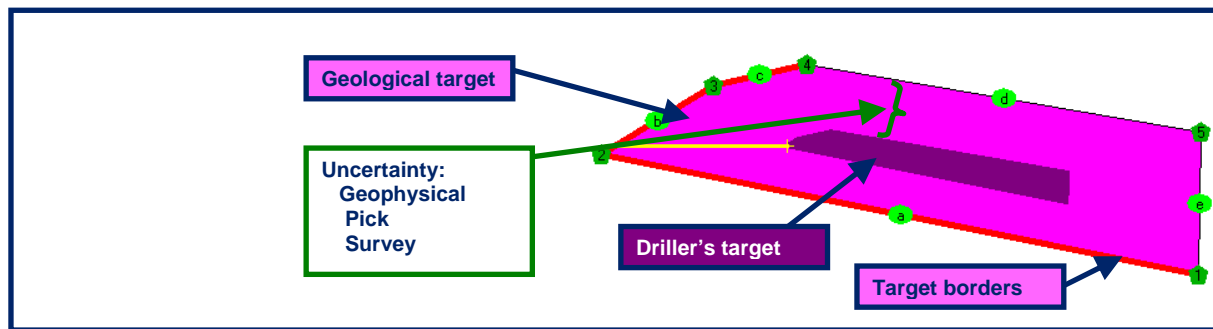 Geological target
3
c
4
d
b
2
5
Uncertainty:
Geophysical
Pick
Survey
e
a
Driller's target
1
Target borders